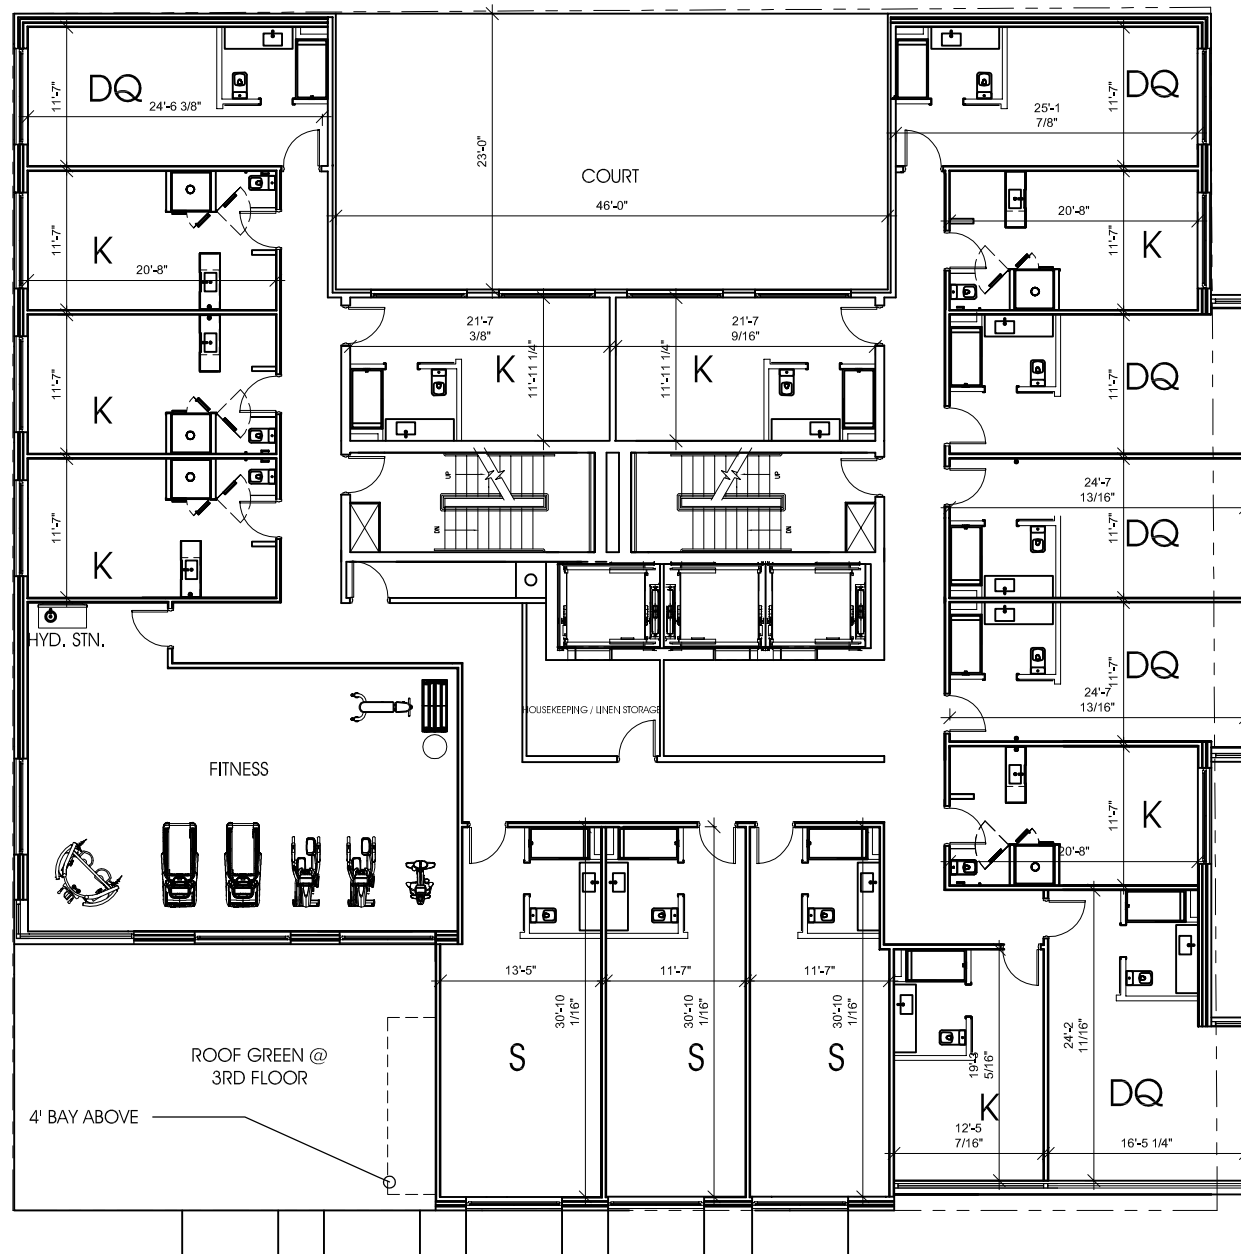 DQ
11'-7"
24'-6 3/8"
23'-0"
COURT
46'-0"
DQ
11'-7"
25'-1
7/8"
K
11'-7"
20'-8"
K
11'-7"
20'-8"
21'-7
3/8"
K
11'-11 1/4"
21'-7
9/16"
K
11'-11 1/4"
K
11'-7"
DQ
11'-7"
UP
DN
UP
DN
K
11'-7"
24'-7
13/16"
DQ
11'-7"
HYD. STN.
DQ
11'-7"
24'-7
13/16"
HOUSEKEEPING / LINEN STORAGE
FITNESS
K
11'-7"
20'-8"
13'-5"
11'-7"
11'-7"
30'-10
1/16"
30'-10
1/16"
30'-10
1/16"
S
S
S
24'-2
11/16"
19'-3
5/16"
K
12'-5
7/16"
DQ
16'-5 1/4"
ROOF GREEN @
3RD FLOOR
4' BAY ABOVE